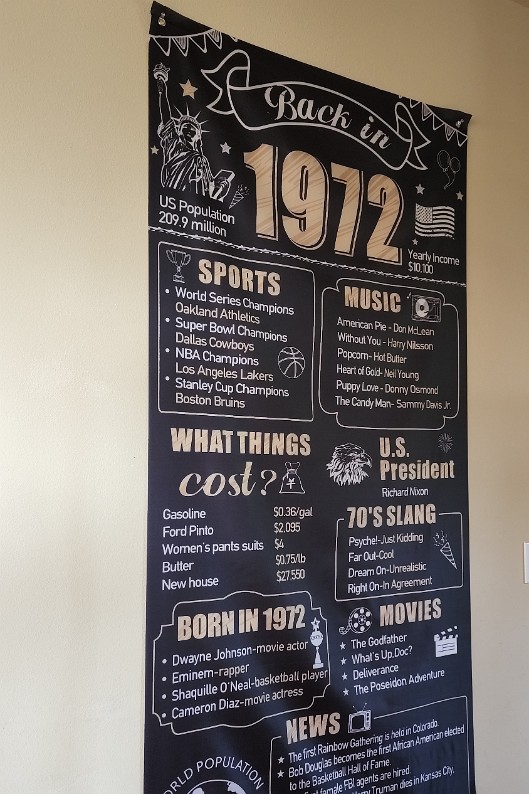 Back in
1972
US Population
209.9 million
Yearly Income
$10,100
SPORTS
World Series Champions
Oakland Athletics
Super Bowl Champions
Dallas Cowboys
NBA Champions
Los Angeles Lakers
Stanley Cup Champions
Boston Bruins
MUSIC
American Pie - Don McLean
Without You - Harry Nilsson
Popcorn- Hot Butter
Heart of Gold- Neil Young
Puppy Love - Donny Osmond
The Candy Man- Sammy Davis Jr.
WHAT THINGS
cost?
Gasoline $0.36/gal
Ford Pinto $2,095
Women's pants suits $4
Butter $0.75/lb
New house $27,550
U.S.
President
Richard Nixon
70'S SLANG
Psyche!-Just Kidding
Far Out-Cool
Dream On-Unrealistic
Right On-In Agreement
BORN IN 1972
Dwayne Johnson-movie actor
Eminem-rapper
Shaquille O'Neal-basketball player
Cameron Diaz-movie actress
MOVIES
The Godfather
What's Up,Doc?
Deliverance
The Poseidon Adventure
NEWS
The first Rainbow Gathering is held in Colorado.
Bob Douglas becomes the first African American elected
to the Basketball Hall of Fame
female FBI agents are hired
Harry Truman dies in Kansas City.
WORLD POPULATION